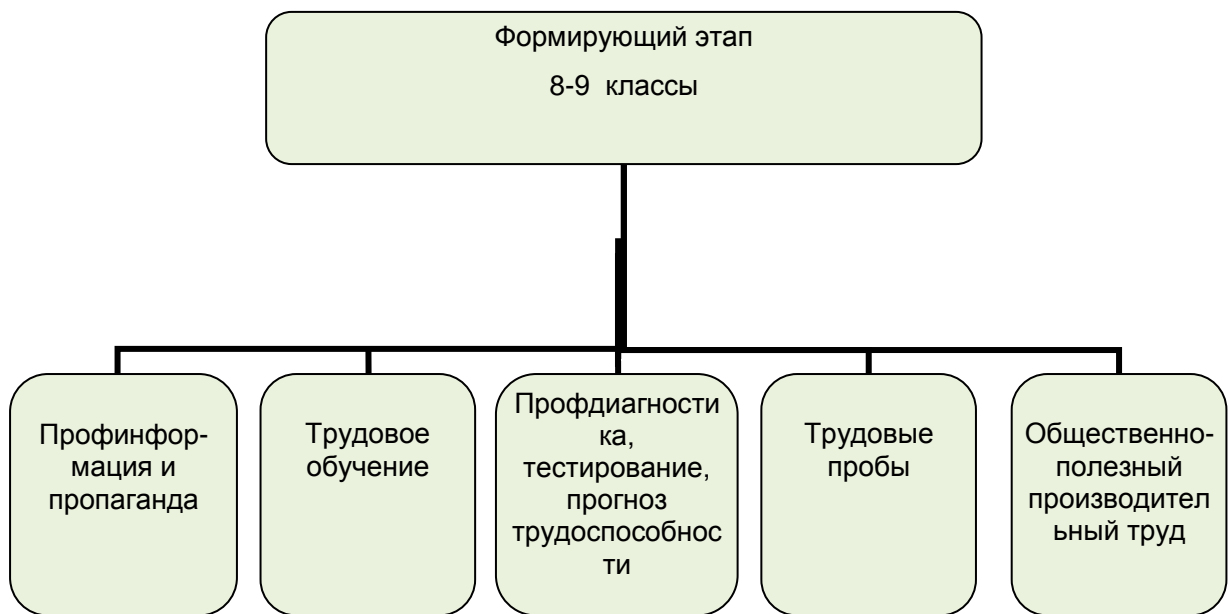 Формирующий этап
8-9 классы
Профинфор-
мация и
пропаганда
Трудовое
обучение
Профдиагности
ка,
тестирование,
прогноз
трудоспособнос
ти
Трудовые
пробы
Общественно-
полезный
производител
ьный труд